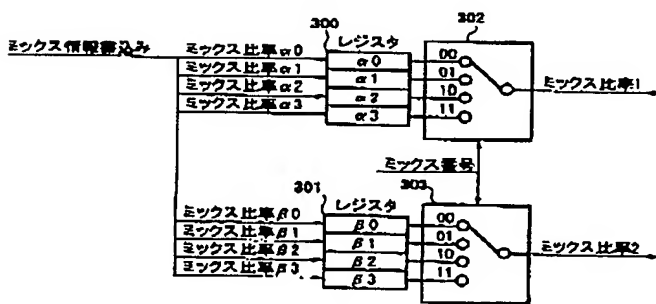 ミックス情報書込み
300
レジスタ
302
ミックス比率α0
ミックス比率α1
ミックス比率α2
ミックス比率α3
α0
α1
α2
α3
00
01
10
11
ミックス比率1
ミックス番号
301
レジスタ
303
ミックス比率β0
ミックス比率β1
ミックス比率β2
ミックス比率β3
β0
β1
β2
β3
00
01
10
11
ミックス比率2